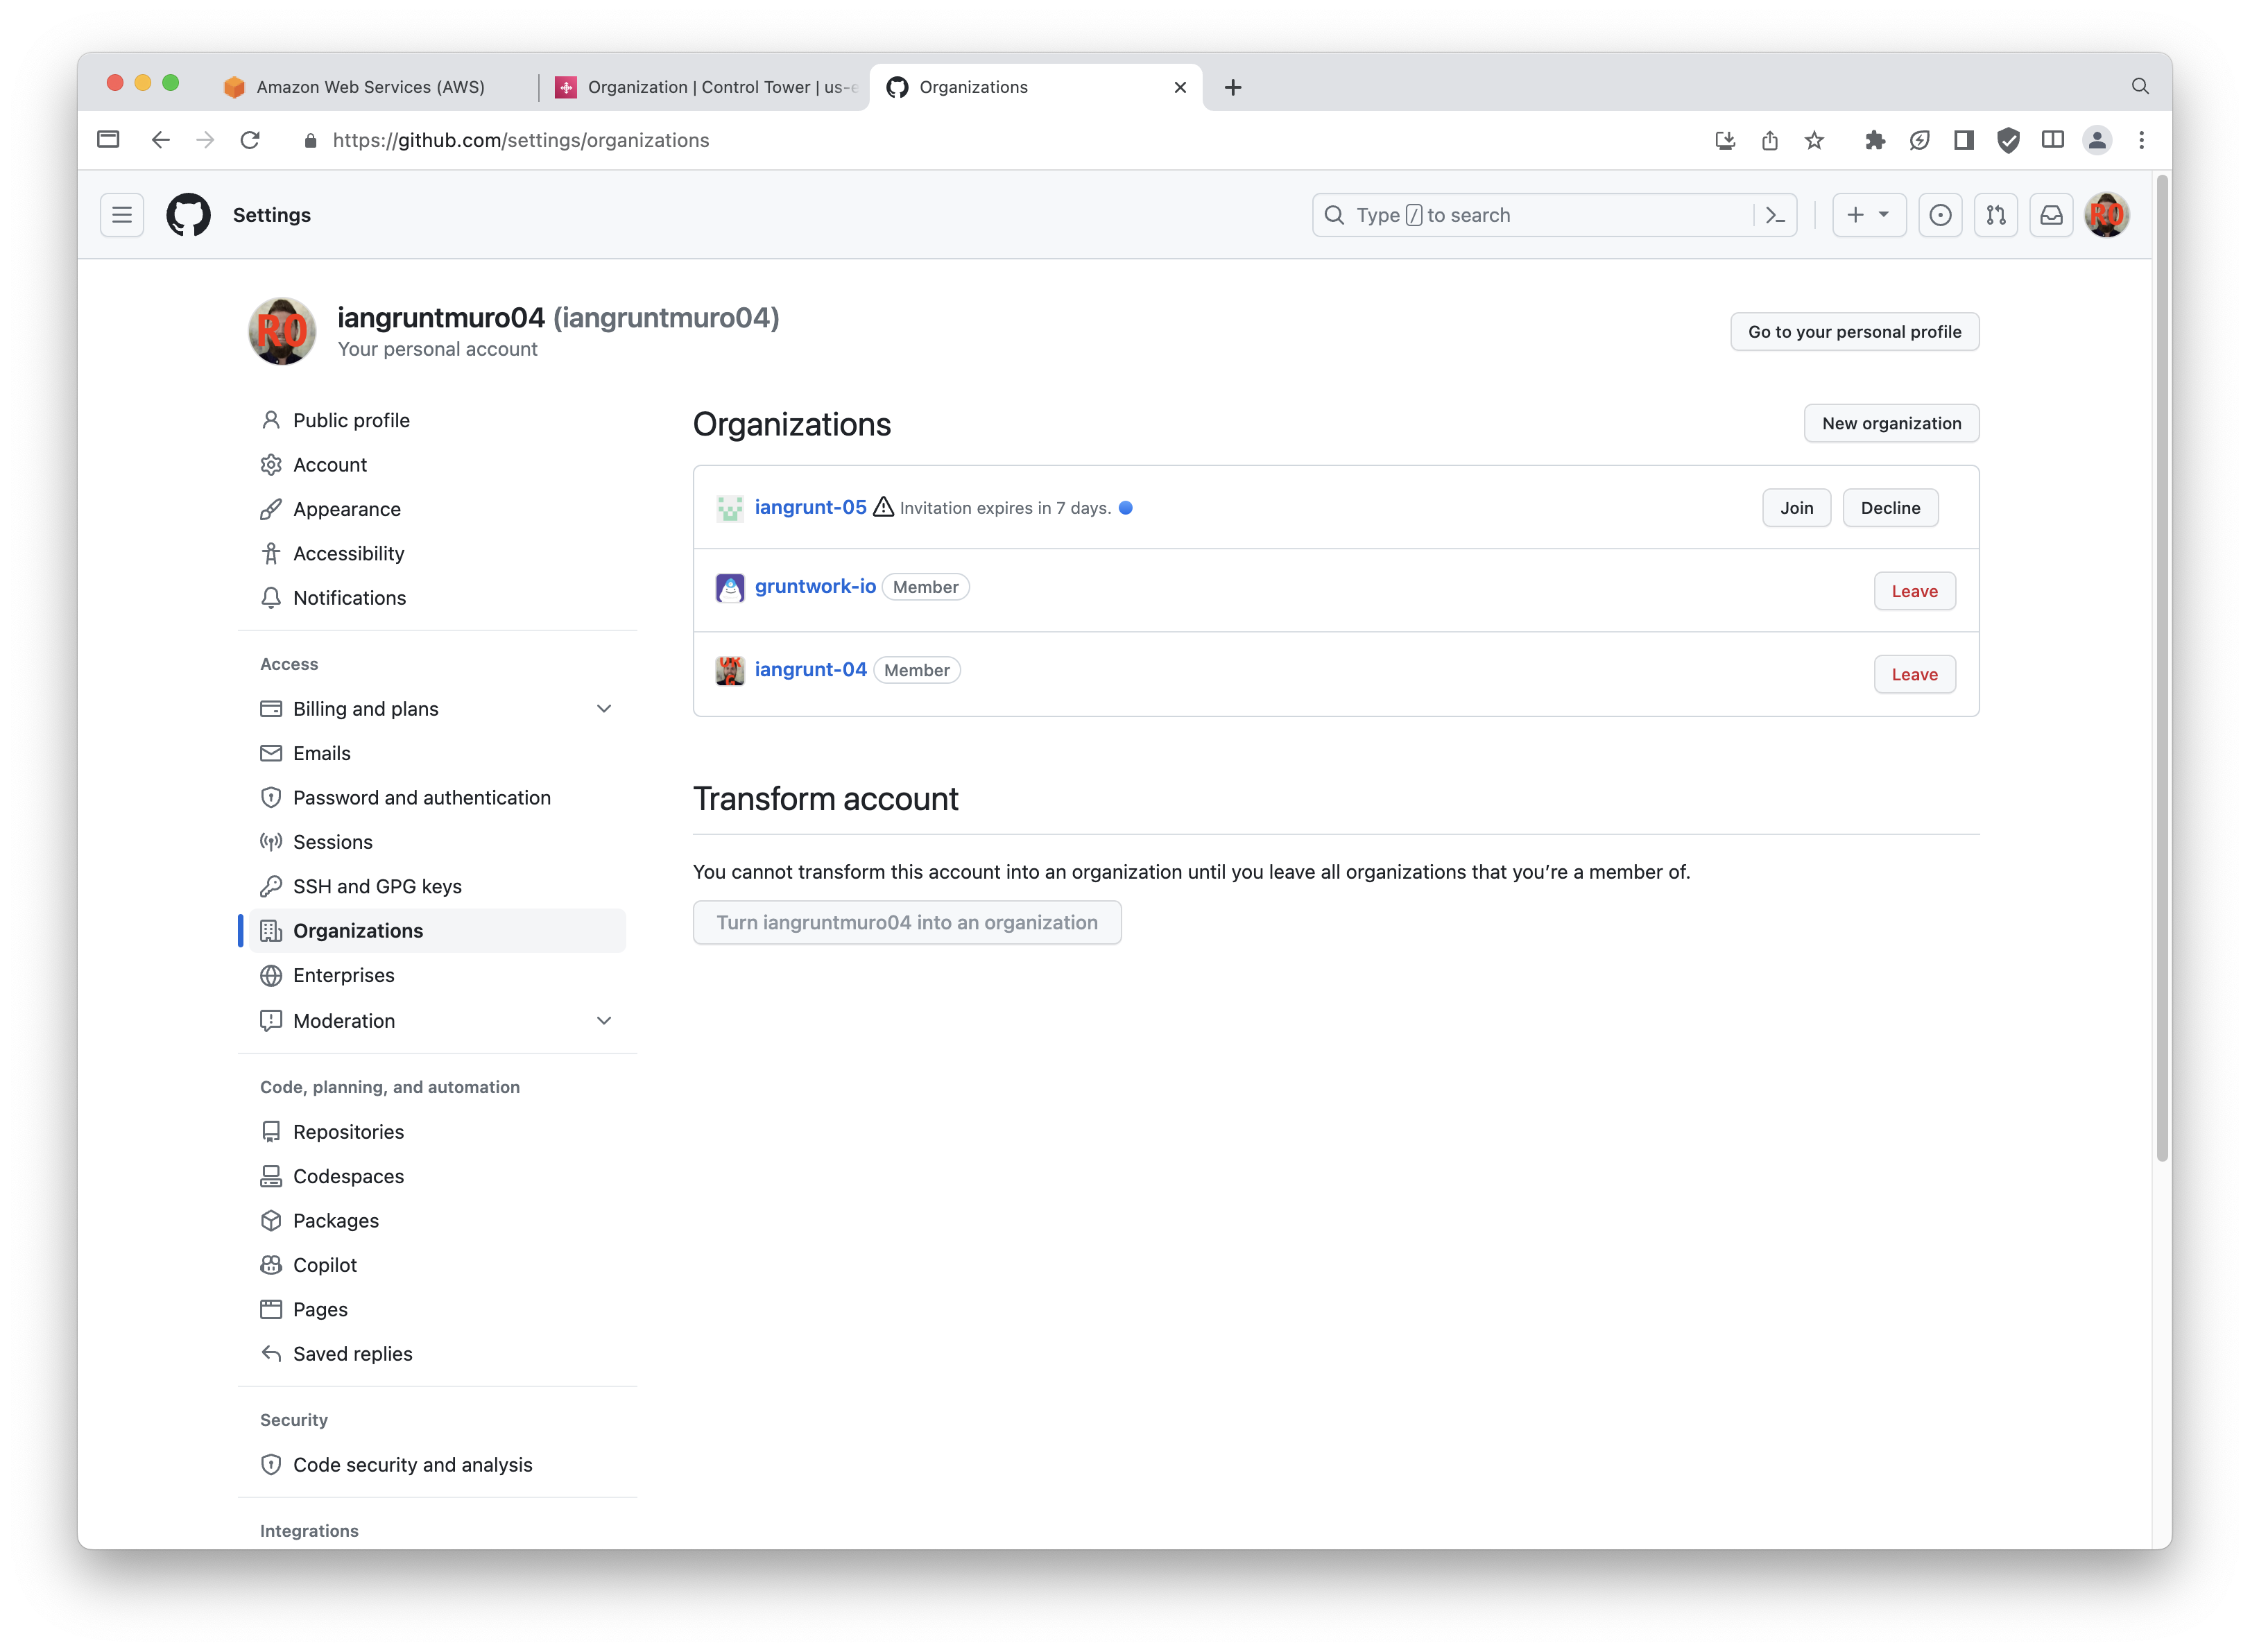 Amazon Web Services (AWS)
Organization | Control Tower | us-e
Organizations
https://github.com/settings/organizations
Settings
Type / to search
RO
RO
iangruntmuro04 (iangruntmuro04)
Your personal account
Go to your personal profile
Public profile
Account
Appearance
Accessibility
Notifications
Access
Billing and plans
Emails
Password and authentication
Sessions
SSH and GPG keys
Organizations
Enterprises
Moderation
Code, planning, and automation
Repositories
Codespaces
Packages
Copilot
Pages
Saved replies
Security
Code security and analysis
Integrations
Organizations
New organization
iangrunt-05 Invitation expires in 7 days.
Join
Decline
gruntwork-io Member
Leave
iangrunt-04 Member
Leave
Transform account
You cannot transform this account into an organization until you leave all organizations that you’re a member of.
Turn iangruntmuro04 into an organization